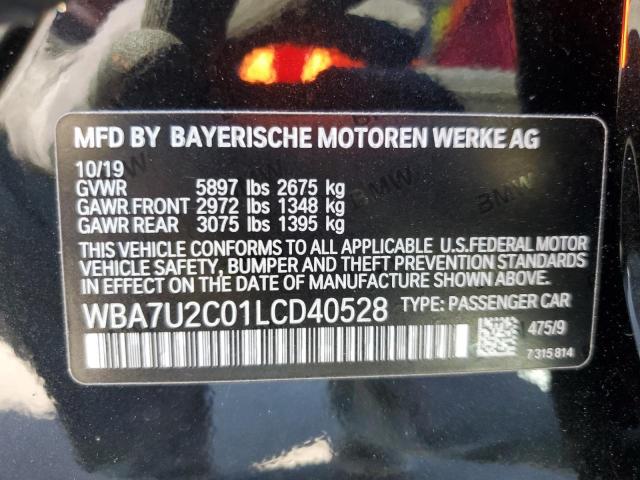 MFD BY BAYERISCHE MOTOREN WERKE AG
10/19
GVWR 5897 lbs 2675 kg
GAWR FRONT 2972 lbs 1348 kg
GAWR REAR 3075 lbs 1395 kg
THIS VEHICLE CONFORMS TO ALL APPLICABLE U.S.FEDERAL MOTOR
VEHICLE SAFETY, BUMPER AND THEFT PREVENTION STANDARDS
IN EFFECT ON THE DATE OF MANUFACTURE SHOWN ABOVE.
WBA7U2C01LCD40528 TYPE: PASSENGER CAR
475/9
7 315 814
BMW
BMW
BMW